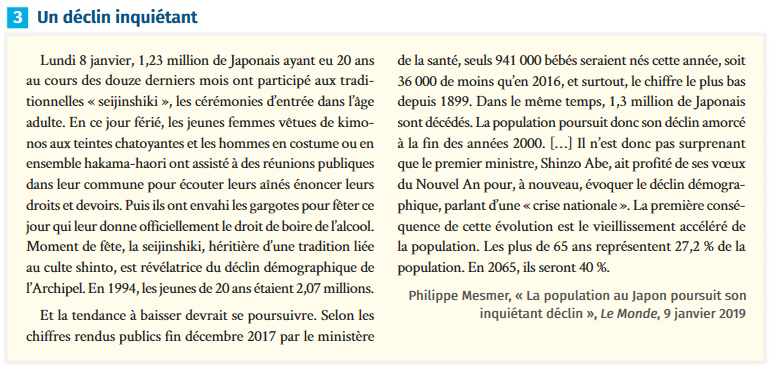 3 Un déclin inquiétant
Lundi 8 janvier, 1,23 million de Japonais ayant eu 20 ans
au cours des douze derniers mois ont participé aux tradi-
tionnelles « seijinshiki », les cérémonies d'entrée dans l'âge
adulte. En ce jour férié, les jeunes femmes vêtues de kimo-
nos aux teintes chatoyantes et les hommes en costume ou en
ensemble hakama-haori ont assisté à des réunions publiques
dans leur commune pour écouter leurs aînés énoncer leurs
droits et devoirs. Puis ils ont envahi les gargotes pour fêter ce
jour qui leur donne officiellement le droit de boire de l'alcool.
Moment de fête, la seijinshiki, héritière d'une tradition liée
au culte shinto, est révélatrice du déclin démographique de
l'Archipel. En 1994, les jeunes de 20 ans étaient 2,07 millions.
Et la tendance à baisser devrait se poursuivre. Selon les
chiffres rendus publics fin décembre 2017 par le ministère
de la santé, seuls 941 000 bébés seraient nés cette année, soit
36 000 de moins qu'en 2016, et surtout, le chiffre le plus bas
depuis 1899. Dans le même temps, 1,3 million de Japonais
sont décédés. La population poursuit donc son déclin amorcé
à la fin des années 2000. […] Il n'est donc pas surprenant
que le premier ministre, Shinzo Abe, ait profité de ses vœux
du Nouvel An pour, à nouveau, évoquer le déclin démogra-
phique, parlant d'une « crise nationale ». La première consé-
quence de cette évolution est le vieillissement accéléré de
la population. Les plus de 65 ans représentent 27,2 % de la
population. En 2065, ils seront 40 %.
Philippe Mesmer, « La population au Japon poursuit son
inquiétant déclin », Le Monde, 9 janvier 2019